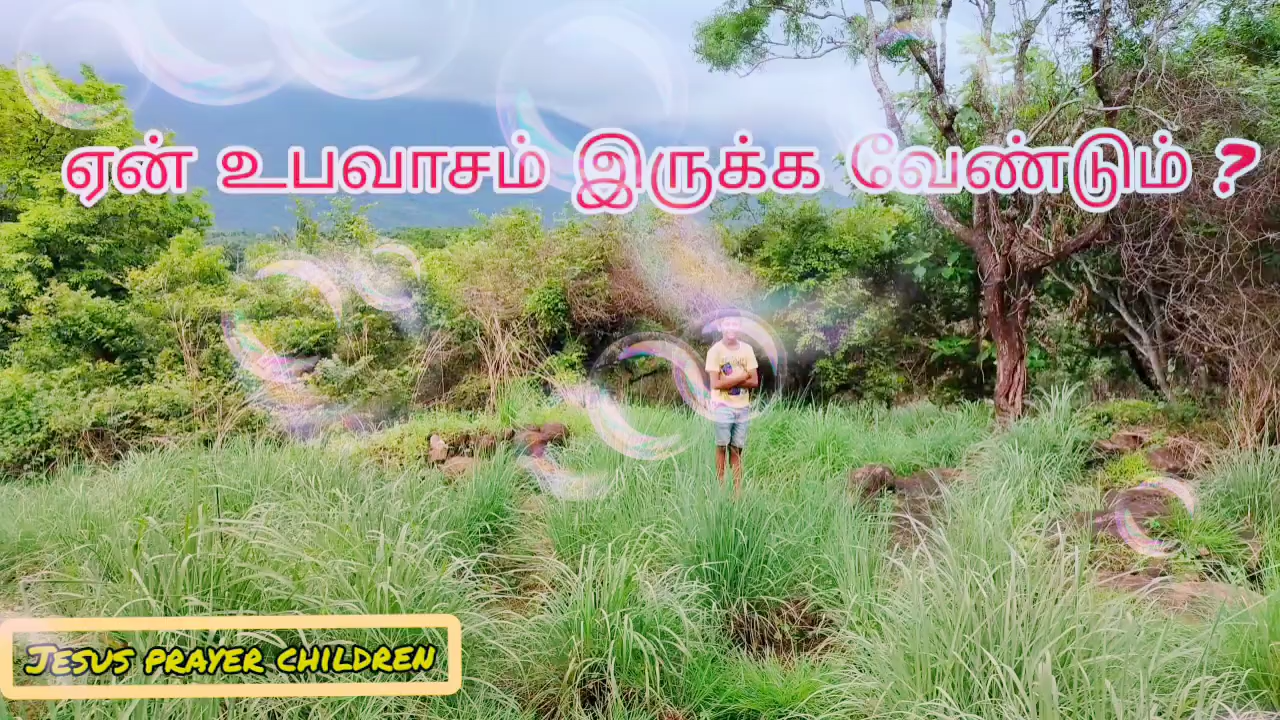 ஏன் உபவாசம் இருக்க வேண்டும் ?
Jesus prayer children